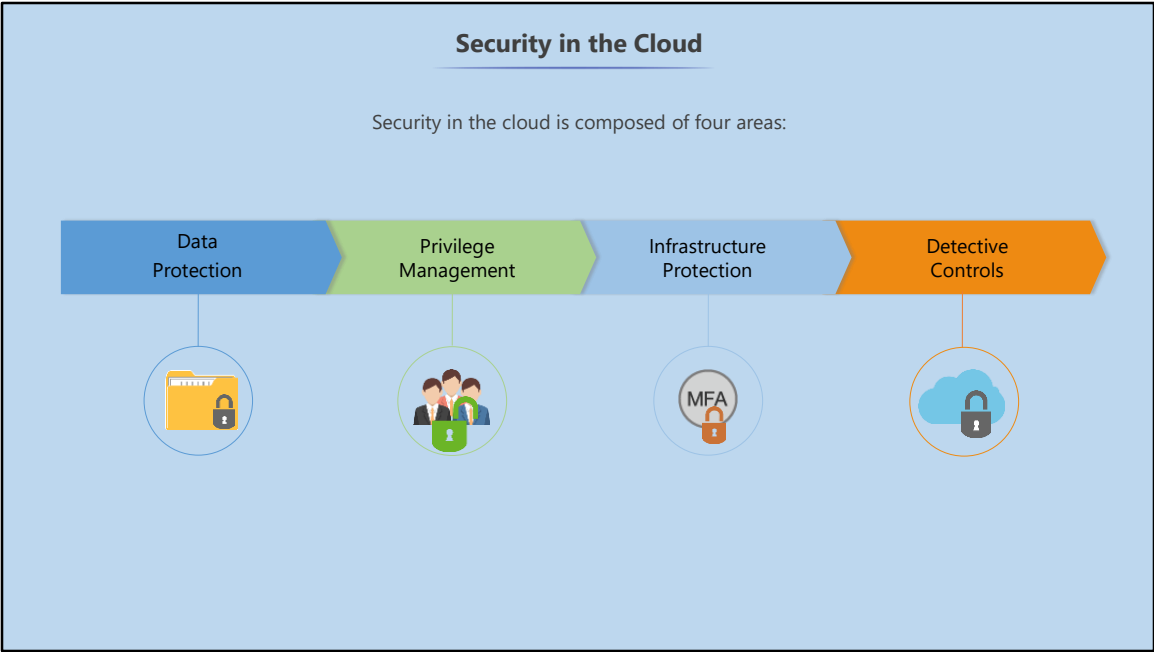 Security in the Cloud
Security in the cloud is composed of four areas:
Data
Protection
Privilege
Management
Infrastructure
Protection
Detective
Controls
MFA